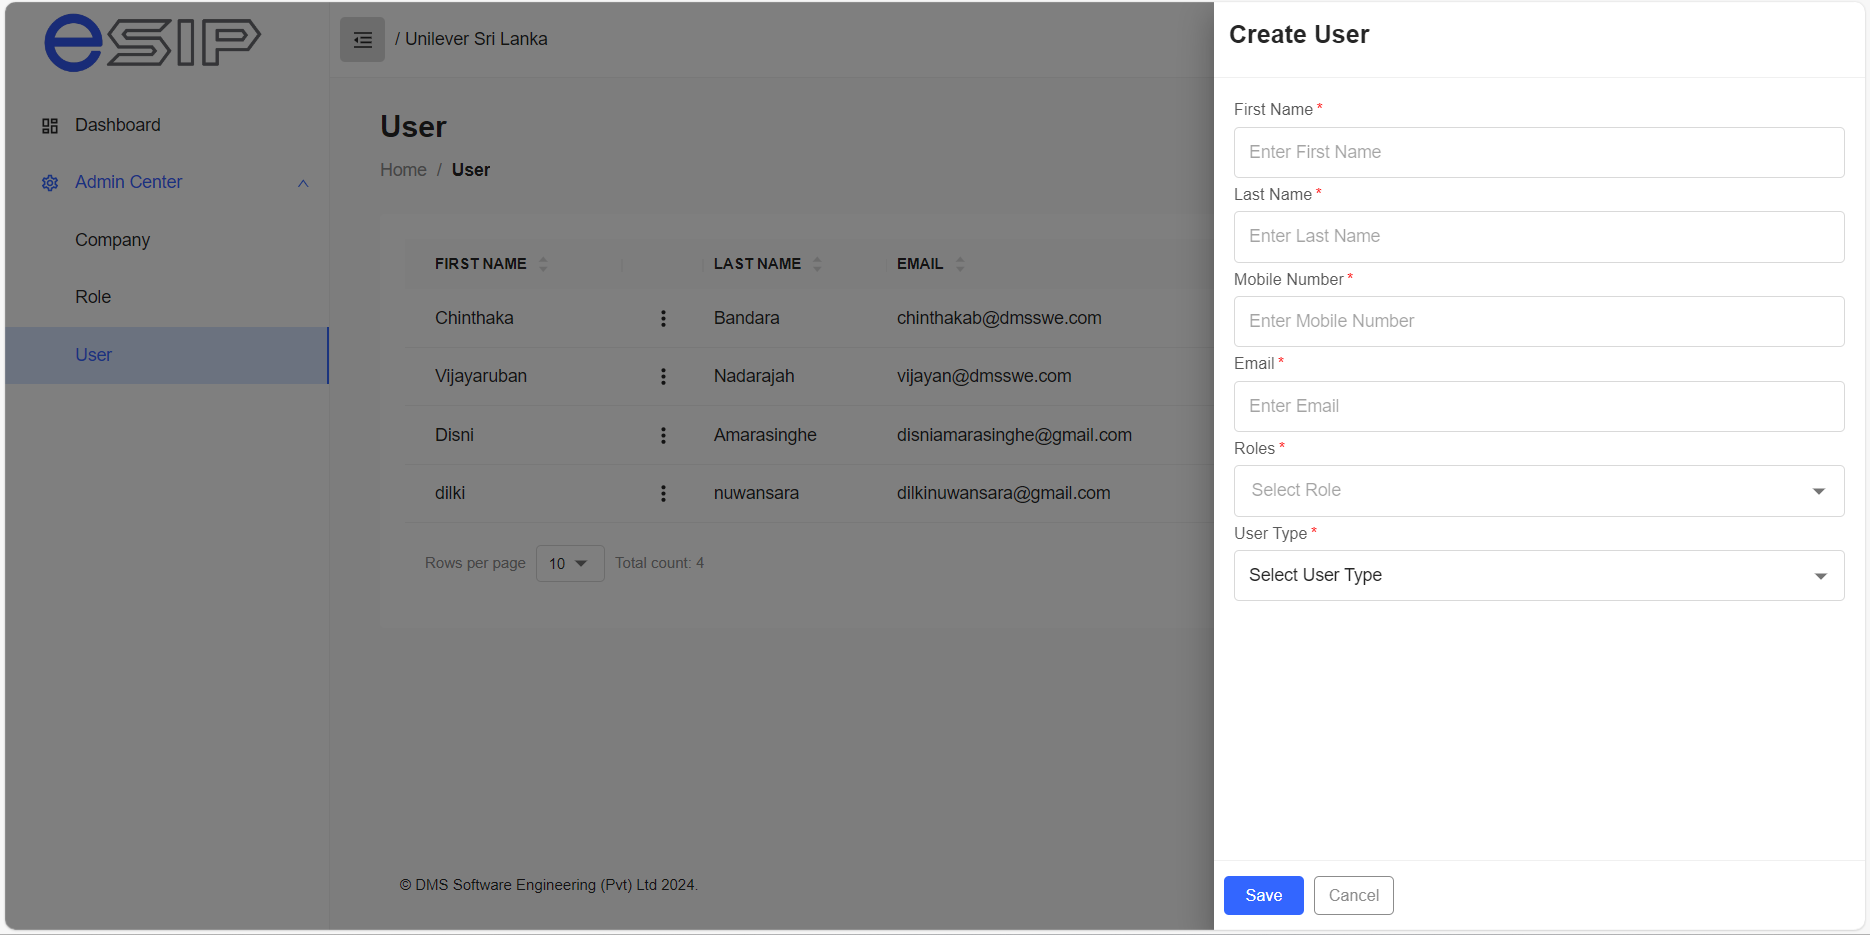 eSIP
Dashboard
Admin Center
Company
Role
User
/ Unilever Sri Lanka
User
Home / User
FIRST NAME LAST NAME EMAIL
Chinthaka Bandara chinthakab@dmsswe.com
Vijayaruban Nadarajah vijayan@dmsswe.com
Disni Amarasinghe disniamarasinghe@gmail.com
dilki nuwansara dilkinuwansara@gmail.com
Rows per page 10 Total count: 4
© DMS Software Engineering (Pvt) Ltd 2024.
Create User
First Name *
Enter First Name
Last Name *
Enter Last Name
Mobile Number *
Enter Mobile Number
Email *
Enter Email
Roles *
Select Role
User Type *
Select User Type
Save Cancel